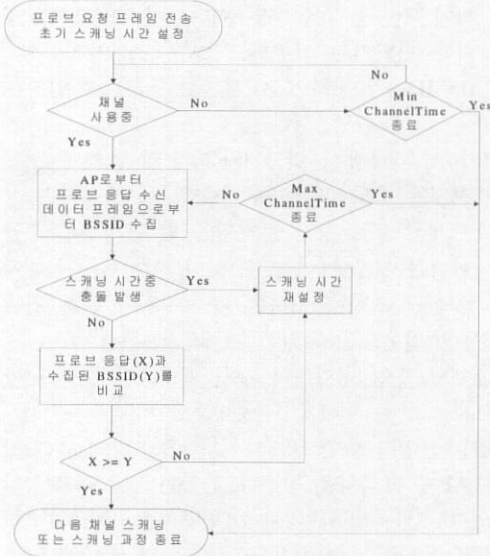 프로브 요청 프레임 전송
초기 스캐닝 시간 설정
No
채널
사용중
No
Min
ChannelTime
종료
Yes
Yes
AP로부터
프로브 응답 수신
데이터 프레임으로부
터 BSSID 수집
No
Max
ChannelTime
종료
Yes
스캐닝 시간중
충돌 발생
Yes
스캐닝 시간
재설정
No
프로브 응답(X)과
수집된 BSSID(Y)를
비교
X >= Y
No
Yes
다음 채널 스캐닝
또는 스캐닝 과정 종료